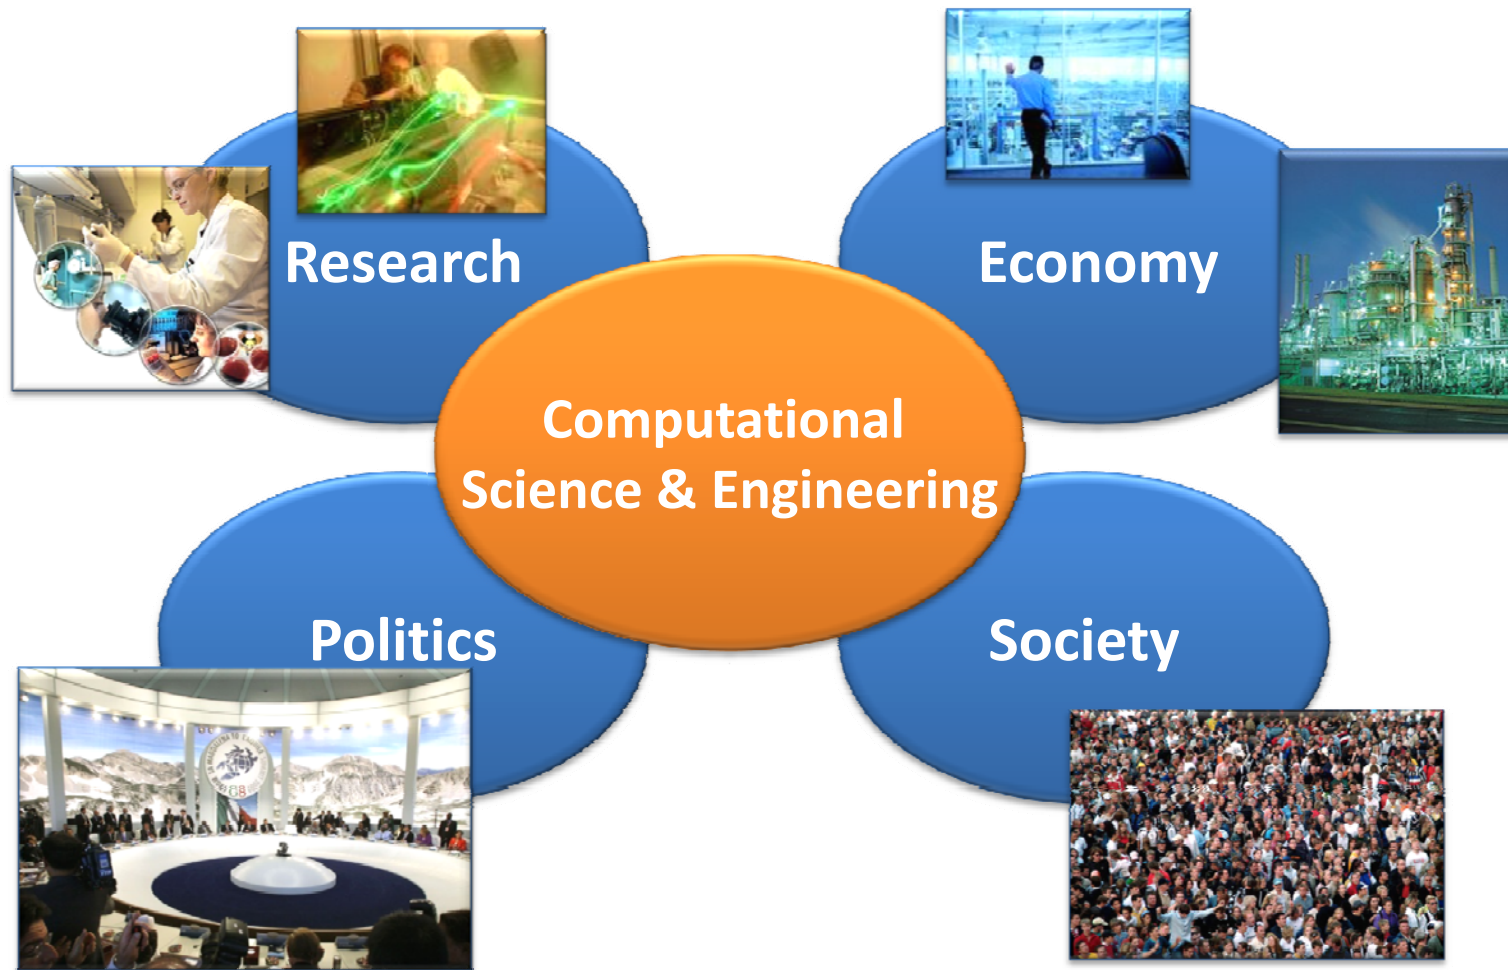 Research
Economy
Computational
Science & Engineering
Politics
Society